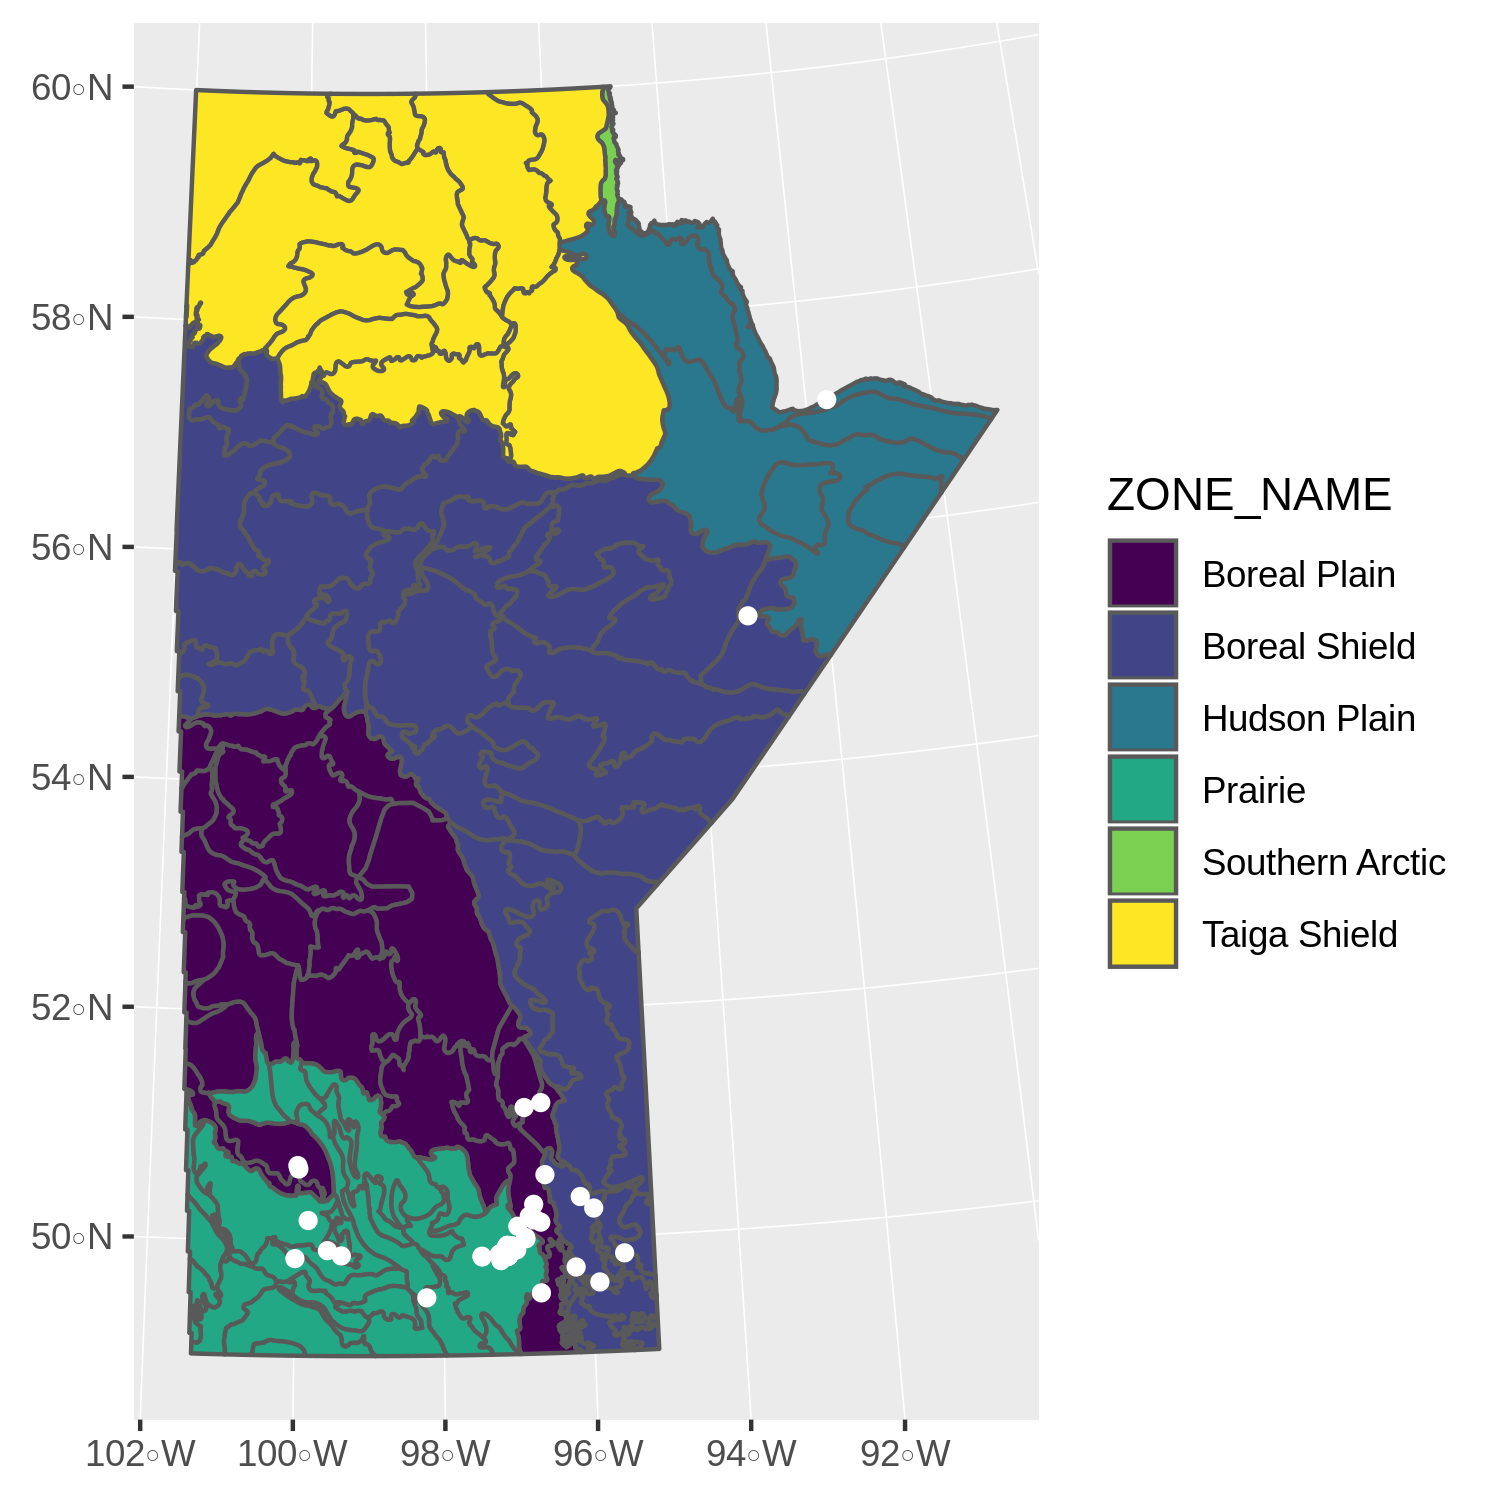 60◦N
58◦N
56◦N
54◦N
52◦N
50◦N
102◦W 100◦W 98◦W 96◦W 94◦W 92◦W
ZONE_NAME
Boreal Plain
Boreal Shield
Hudson Plain
Prairie
Southern Arctic
Taiga Shield